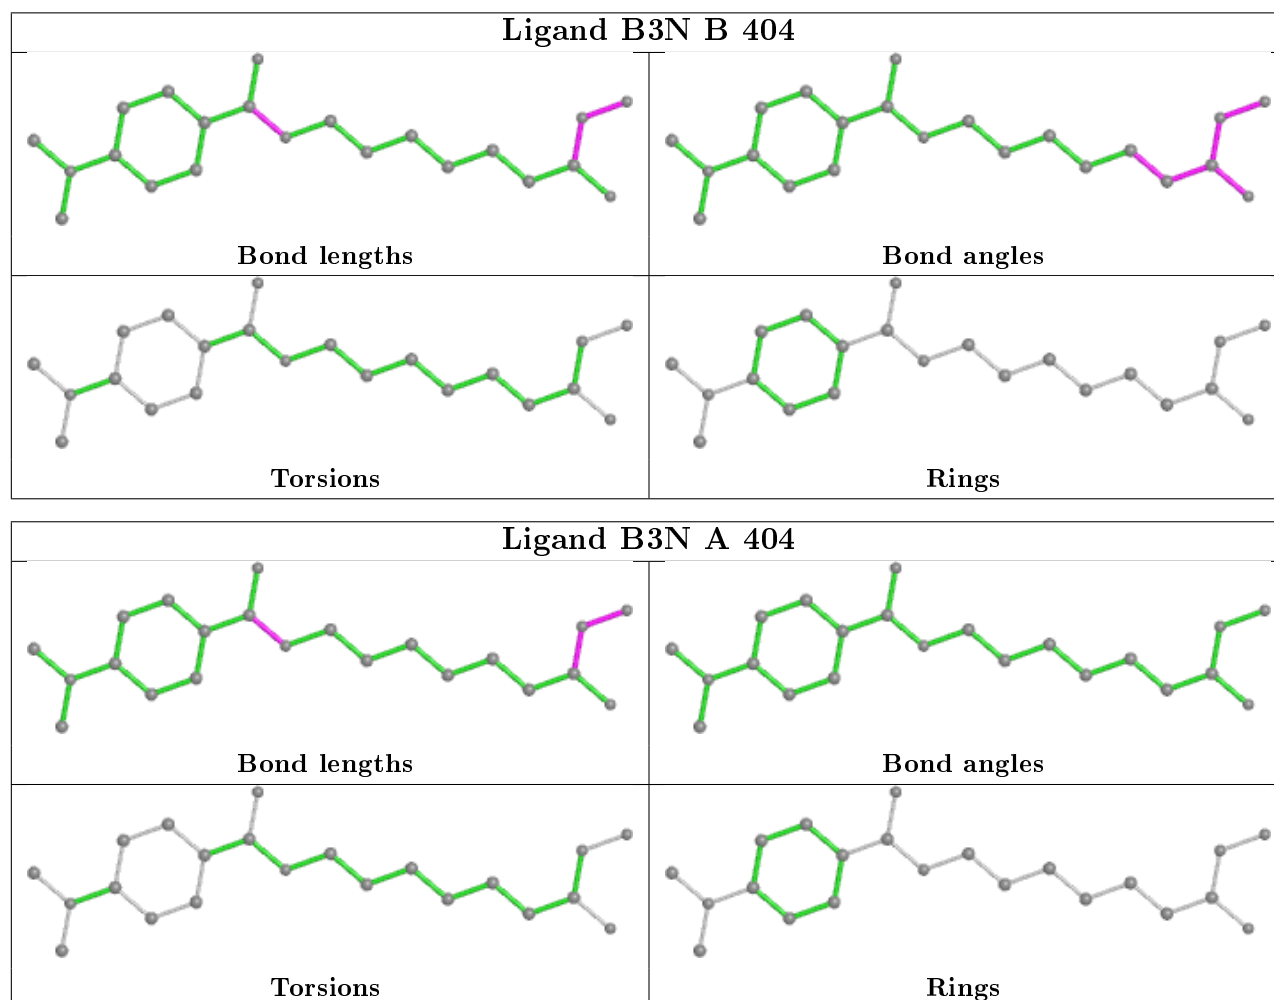 Ligand B3N B 404
Bond lengths
Bond angles
Torsions
Rings
Ligand B3N A 404
Bond lengths
Bond angles
Torsions
Rings